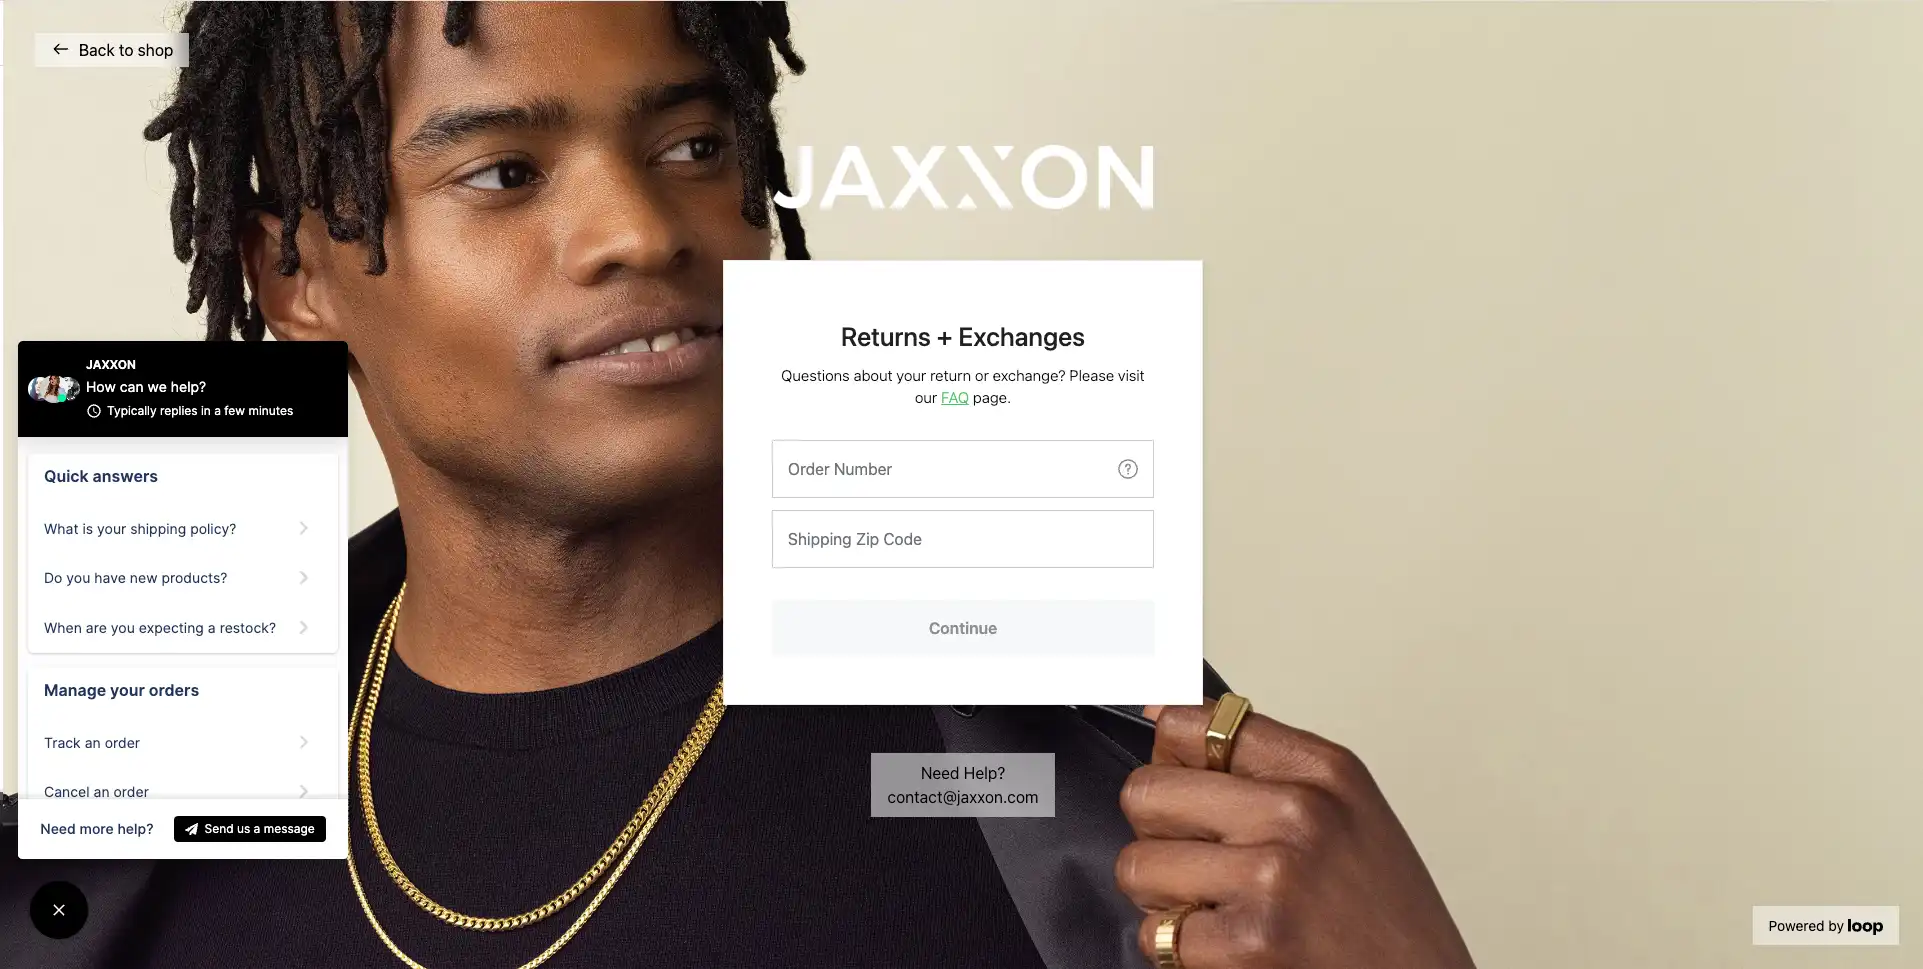 Back to shop
JAXXON
Returns + Exchanges
Questions about your return or exchange? Please visit
our FAQ page.
Order Number
?
Shipping Zip Code
Continue
Need Help?
contact@jaxxon.com
JAXXON
How can we help?
Typically replies in a few minutes
Quick answers
What is your shipping policy?
Do you have new products?
When are you expecting a restock?
Manage your orders
Track an order
Cancel an order
Need more help?
Send us a message
Powered by loop